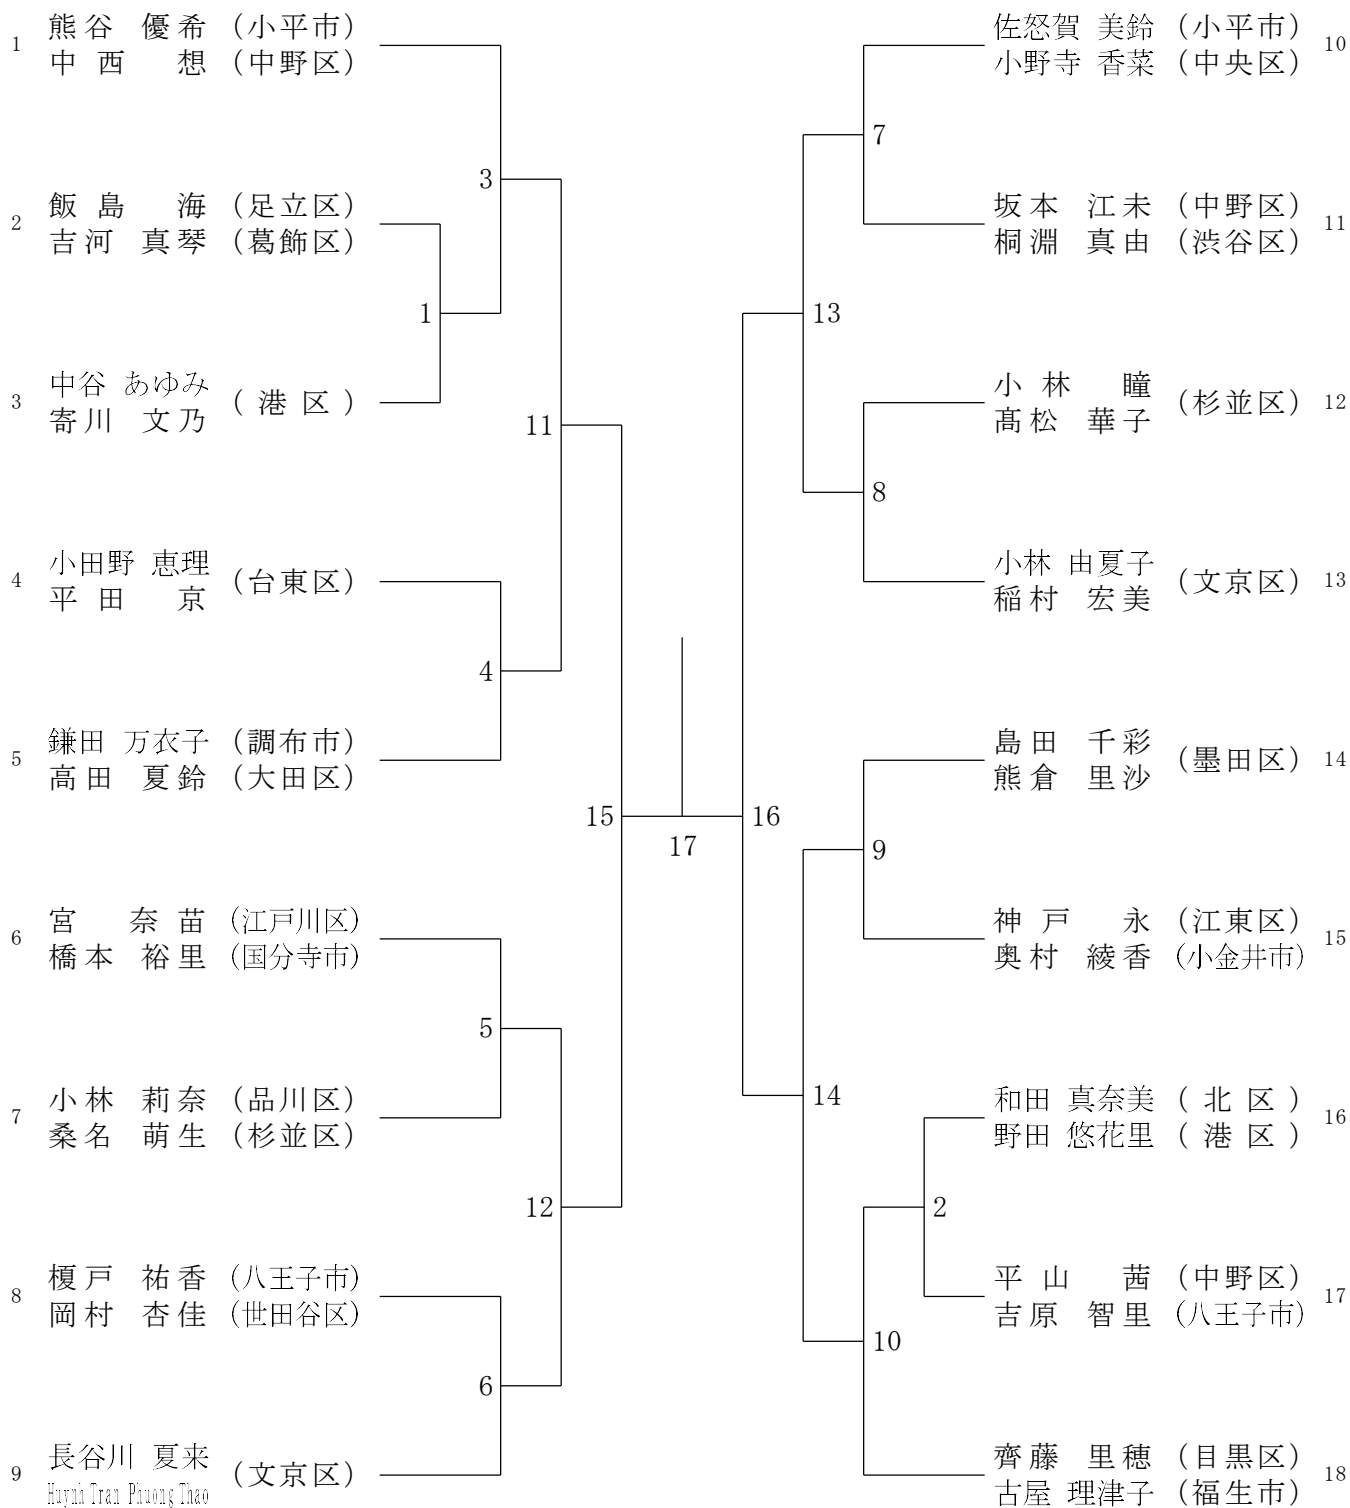 1 熊谷 優希 (小平市)
中西 想 (中野区)
2 飯島 海 (足立区)
吉河 真琴 (葛飾区)
3 中谷 あゆみ (港区)
寄川 文乃
4 小田野 恵理 (台東区)
平田 京
5 鎌田 万衣子 (調布市)
高田 夏鈴 (大田区)
6 宮 奈苗 (江戸川区)
橋本 裕里 (国分寺市)
7 小林 莉奈 (品川区)
桑名 萌生 (杉並区)
8 榎戸 祐香 (八王子市)
岡村 杏佳 (世田谷区)
9 長谷川 夏来 (文京区)
Huynh Tran Phuong Thao
3
1
11
4
15
5
12
6
17
7
13
8
16
9
14
2
10
佐怒賀 美鈴 (小平市) 10
小野寺 香菜 (中央区)
坂本 江未 (中野区) 11
桐淵 真由 (渋谷区)
小林 瞳 (杉並区) 12
髙松 華子
小林 由夏子 (文京区) 13
稲村 宏美
島田 千彩 (墨田区) 14
熊倉 里沙
神戸 永 (江東区) 15
奥村 綾香 (小金井市)
和田 真奈美 (北区) 16
野田 悠花里 (港区)
平山 茜 (中野区) 17
吉原 智里 (八王子市)
齊藤 里穂 (目黒区) 18
古屋 理津子 (福生市)